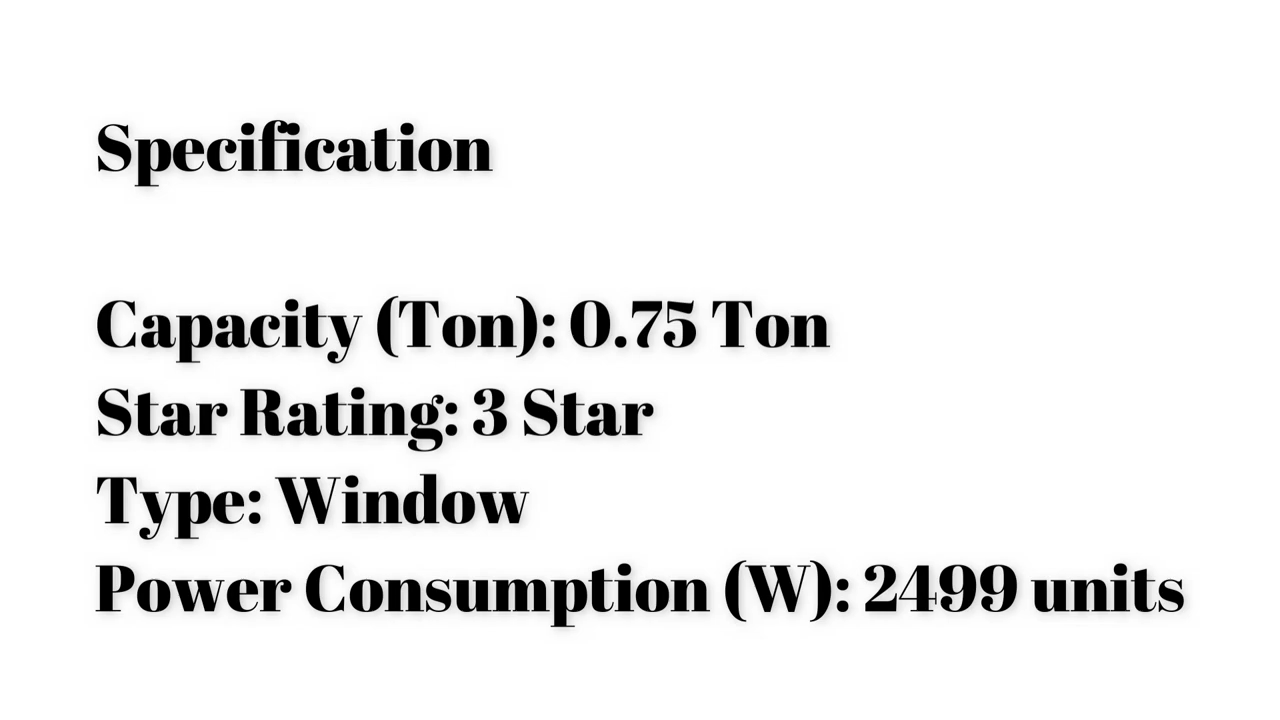 Specification
Capacity (Ton): 0.75 Ton
Star Rating: 3 Star
Type: Window
Power Consumption (W): 2499 units